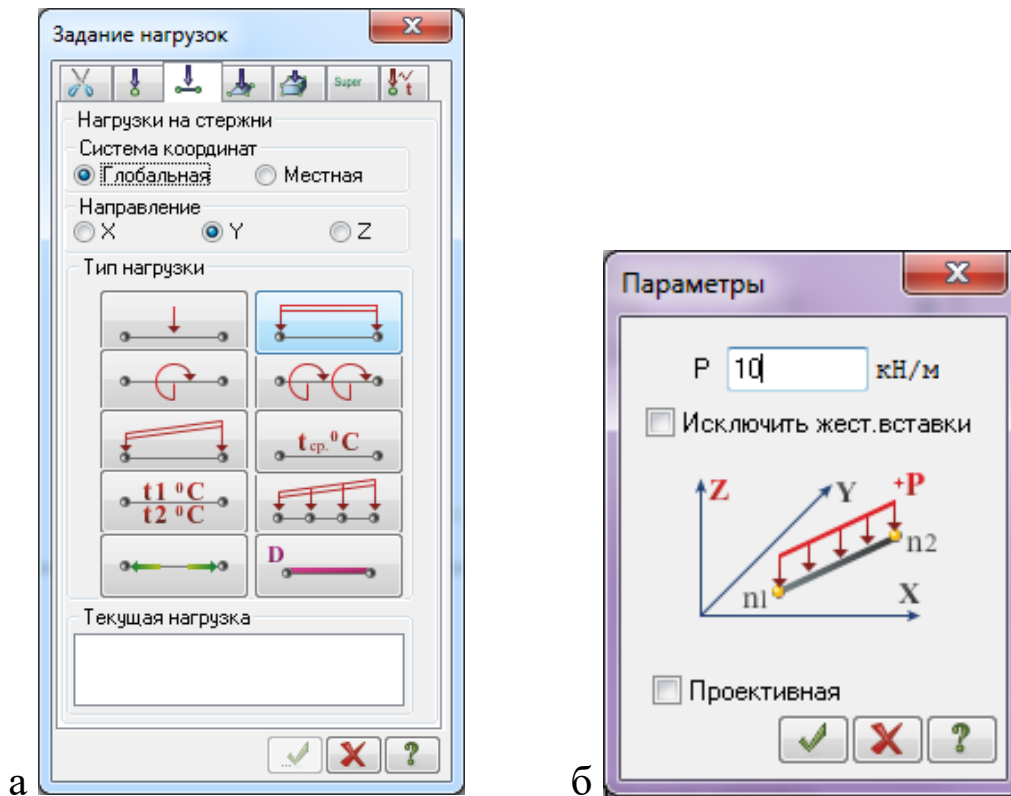 Задание нагрузок
Super
t
Нагрузки на стержни
Система координат
Глобальная Местная
Направление
X Y Z
Тип нагрузки
tср.⁰C
t1 ⁰C
t2 ⁰C
D
Текущая нагрузка
?
а
Параметры
P 10 кН/м
Исключить жест.вставки
Z Y +P
n2
n1 X
Проективная
?
б